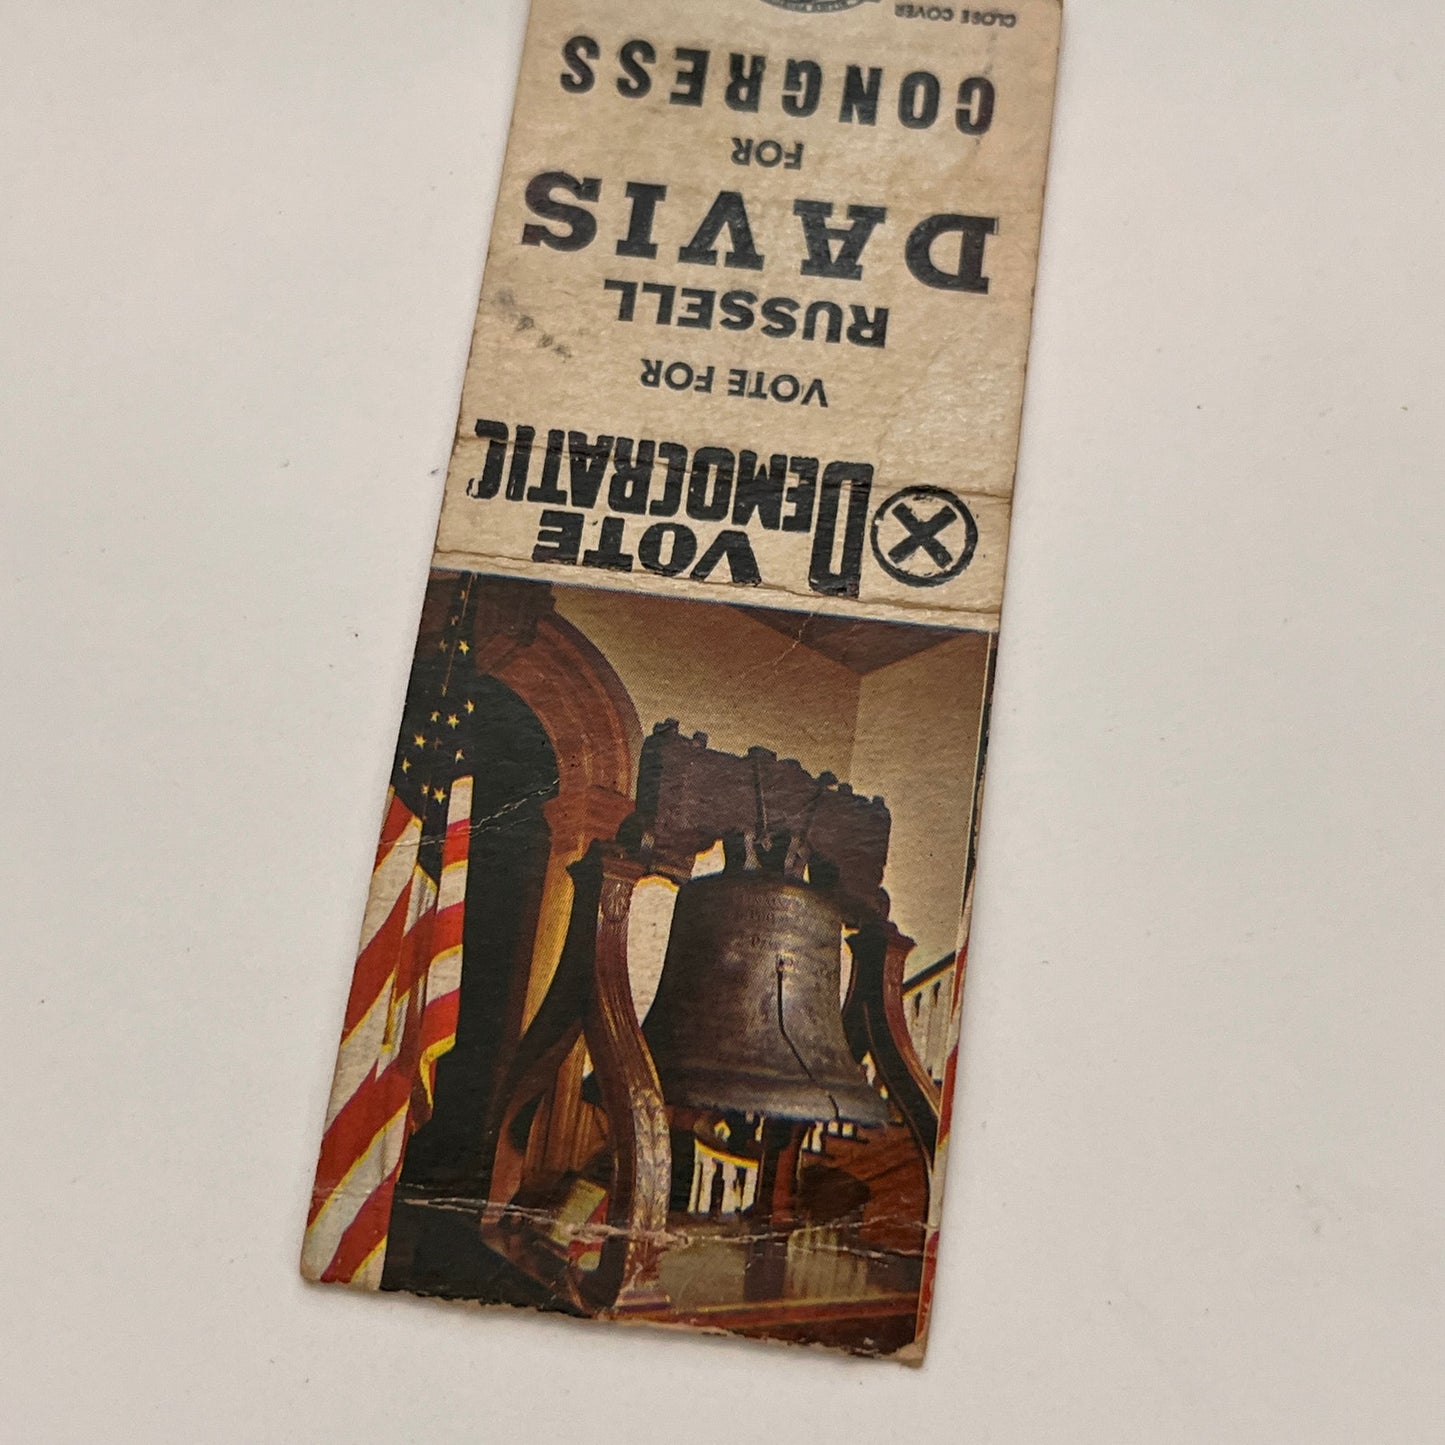 VOTE
DEMOCRATIC
VOTE FOR
RUSSELL
DAVIS
FOR
CONGRESS
CLOSE COVER